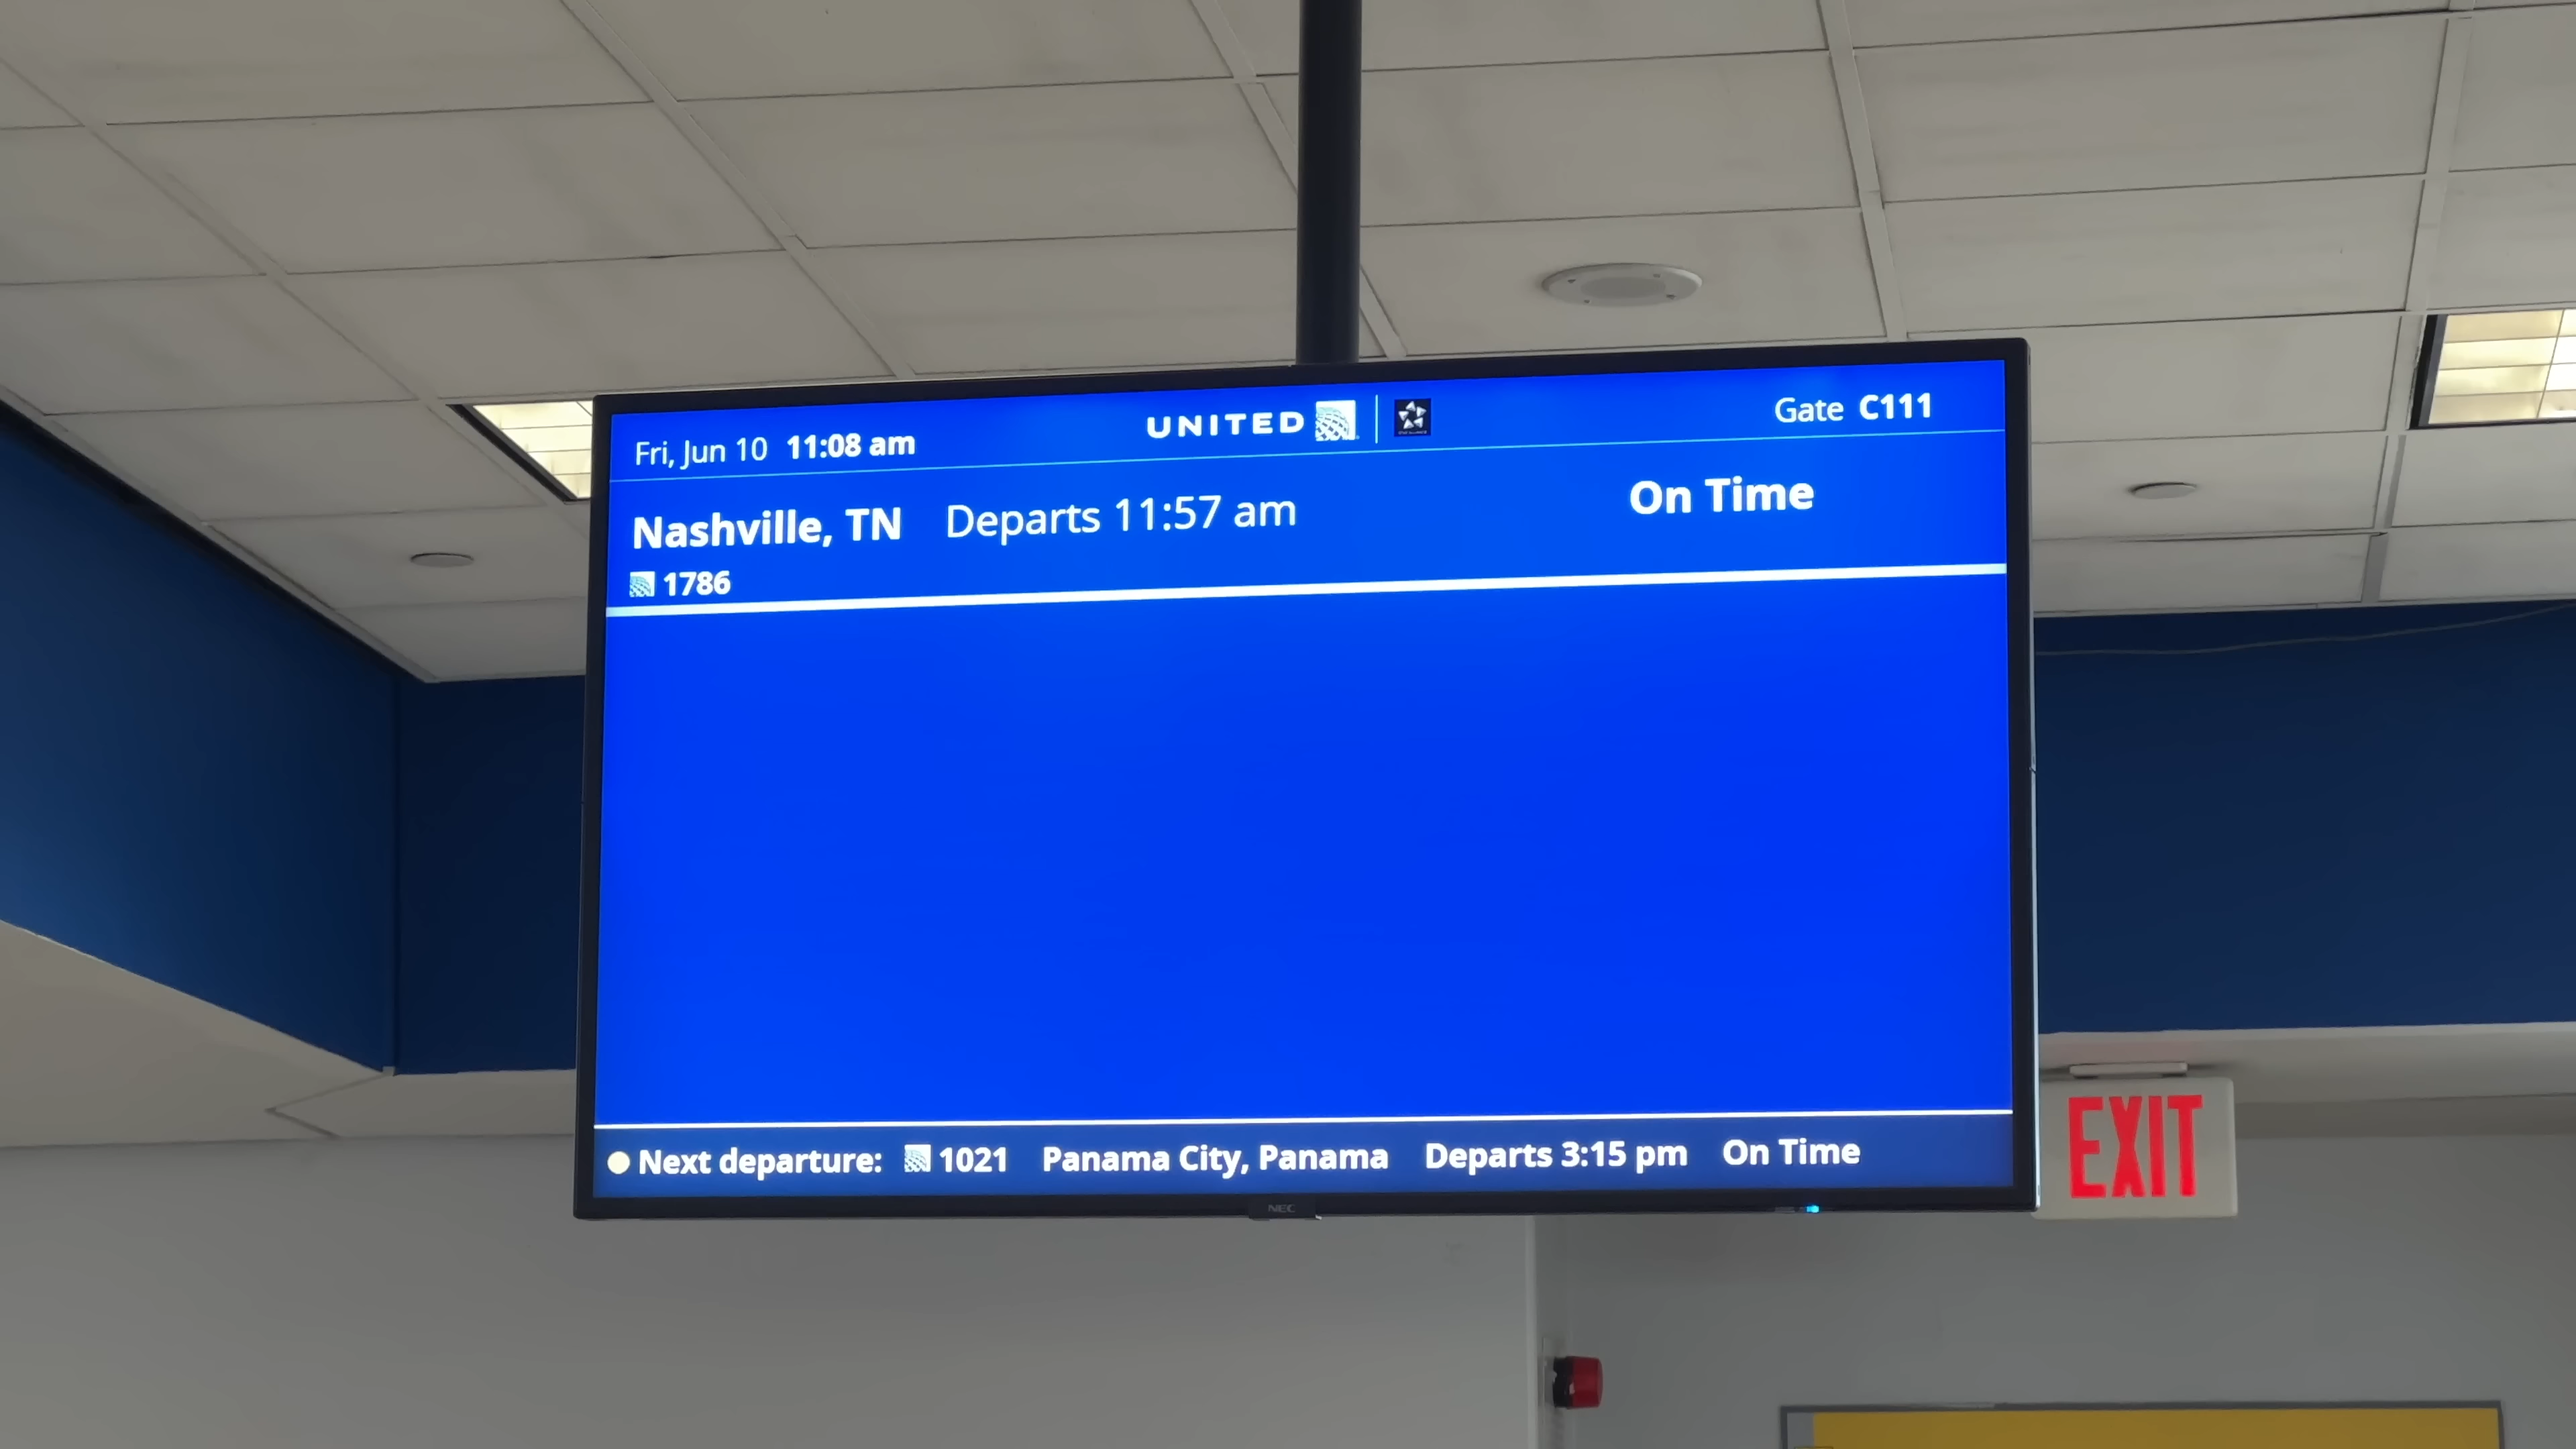 Fri, Jun 10 11:08 am UNITED Gate C111
Nashville, TN Departs 11:57 am On Time
1786
Next departure: 1021 Panama City, Panama Departs 3:15 pm On Time
NEC
EXIT